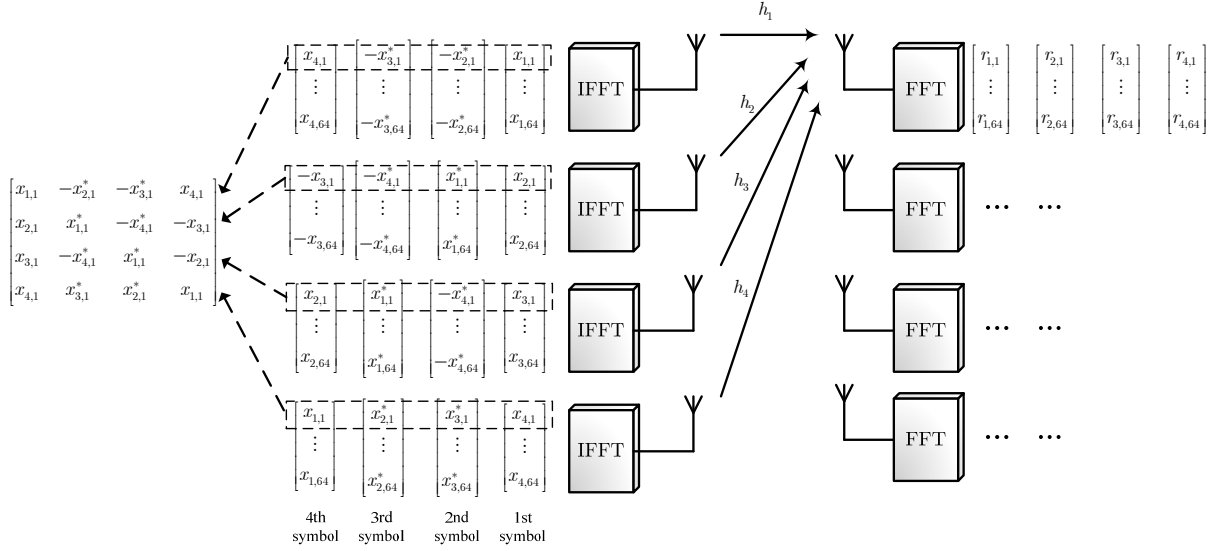 x_{1,1} -x*_{2,1} -x*_{3,1} x_{4,1}
x_{2,1} x*_{1,1} -x*_{4,1} -x_{3,1}
x_{3,1} -x*_{4,1} x*_{1,1} -x_{2,1}
x_{4,1} x*_{3,1} x*_{2,1} x_{1,1}
x_{4,1} -x*_{3,1} -x*_{2,1} x_{1,1}
⋮ ⋮ ⋮ ⋮
x_{4,64} -x*_{3,64} -x*_{2,64} x_{1,64}
IFFT
-x_{3,1} -x*_{4,1} x*_{1,1} x_{2,1}
⋮ ⋮ ⋮ ⋮
-x_{3,64} -x*_{4,64} x*_{1,64} x_{2,64}
IFFT
x_{2,1} x*_{1,1} -x*_{4,1} x_{3,1}
⋮ ⋮ ⋮ ⋮
x_{2,64} x*_{1,64} -x*_{4,64} x_{3,64}
IFFT
x_{1,1} x*_{2,1} x*_{3,1} x_{4,1}
⋮ ⋮ ⋮ ⋮
x_{1,64} x*_{2,64} x*_{3,64} x_{4,64}
IFFT
4th symbol
3rd symbol
2nd symbol
1st symbol
h_1
h_2
h_3
h_4
FFT
r_{1,1} r_{2,1} r_{3,1} r_{4,1}
⋮ ⋮ ⋮ ⋮
r_{1,64} r_{2,64} r_{3,64} r_{4,64}
FFT
... ...
FFT
... ...
FFT
... ...